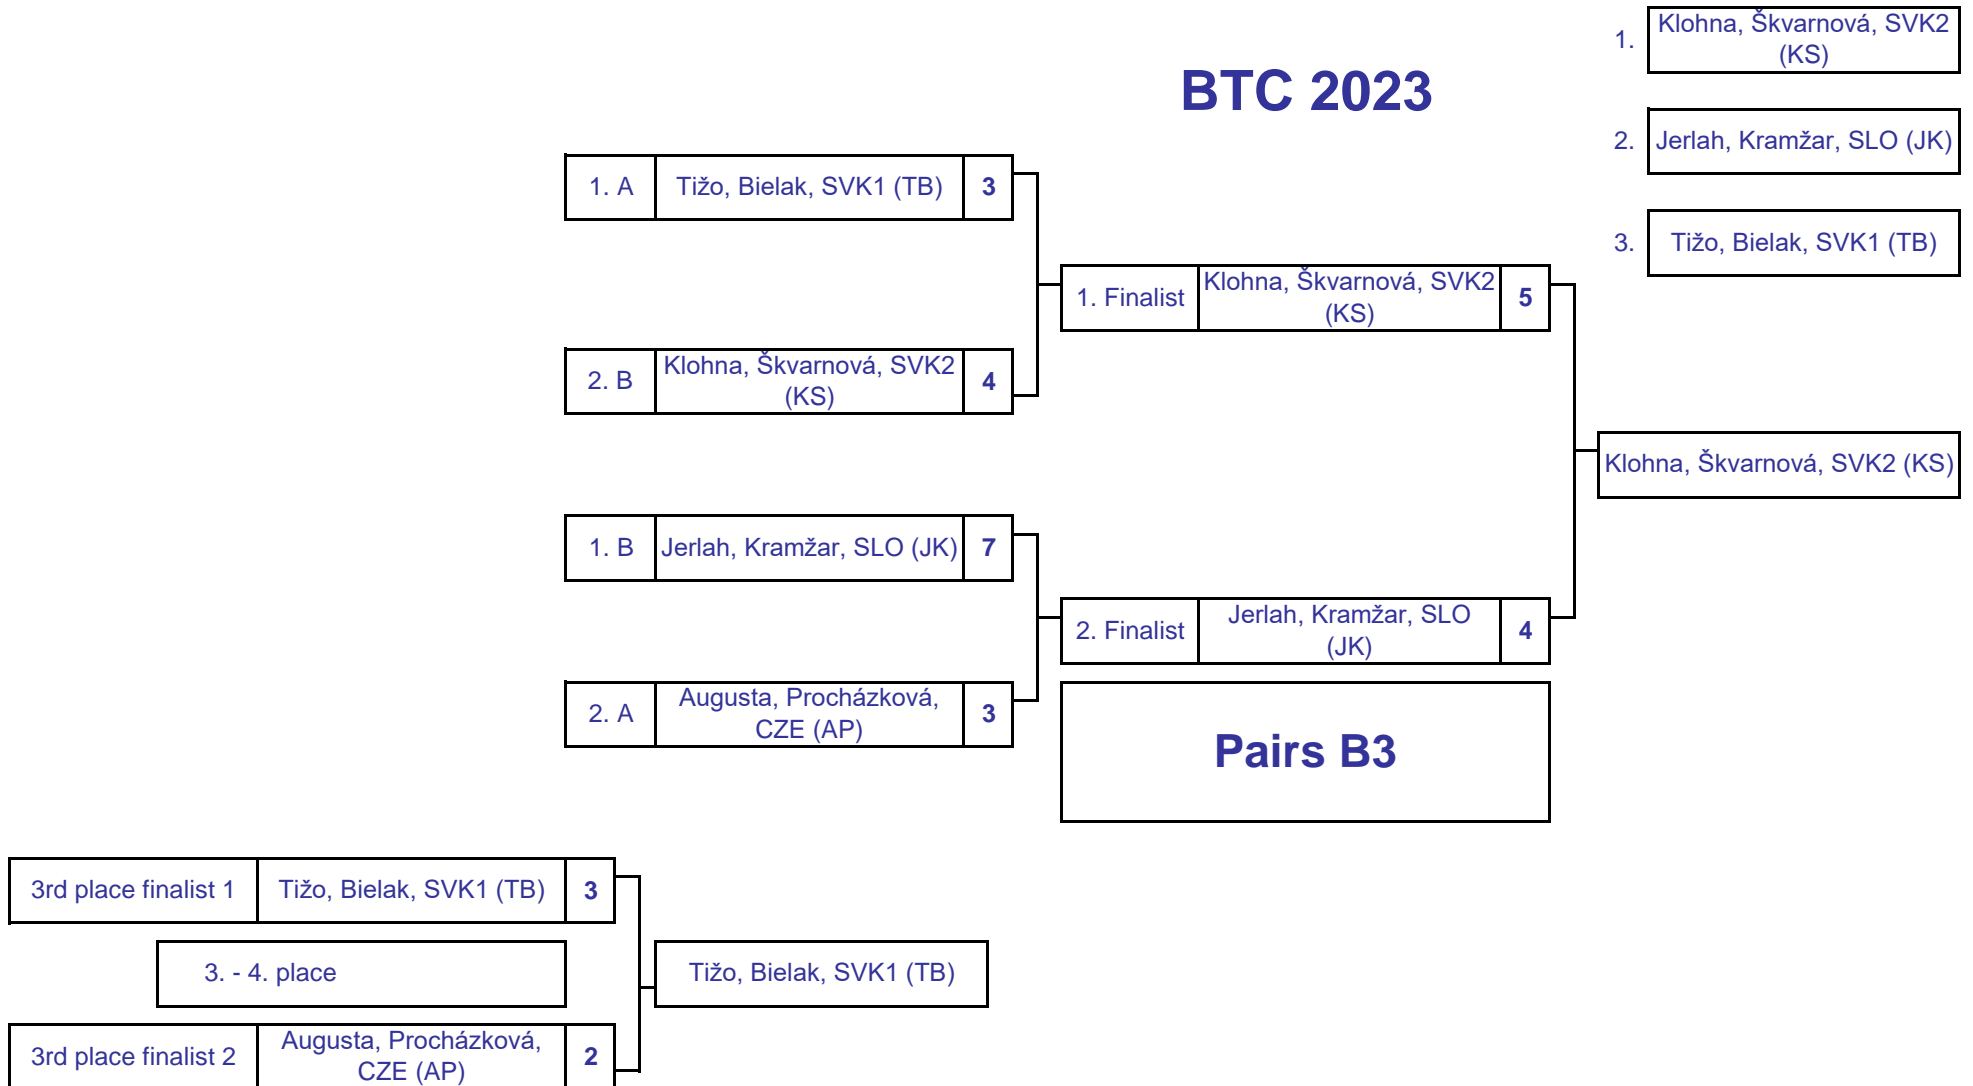 1.
Klohna, Škvarnová, SVK2
(KS)
BTC 2023
2.
Jerlah, Kramžar, SLO (JK)
1. A
Tižo, Bielak, SVK1 (TB)
3
3.
Tižo, Bielak, SVK1 (TB)
1. Finalist
Klohna, Škvarnová, SVK2
(KS)
5
2. B
Klohna, Škvarnová, SVK2
(KS)
4
Klohna, Škvarnová, SVK2 (KS)
1. B
Jerlah, Kramžar, SLO (JK)
7
2. Finalist
Jerlah, Kramžar, SLO
(JK)
4
2. A
Augusta, Procházková,
CZE (AP)
3
Pairs B3
3rd place finalist 1
Tižo, Bielak, SVK1 (TB)
3
3. - 4. place
Tižo, Bielak, SVK1 (TB)
3rd place finalist 2
Augusta, Procházková,
CZE (AP)
2